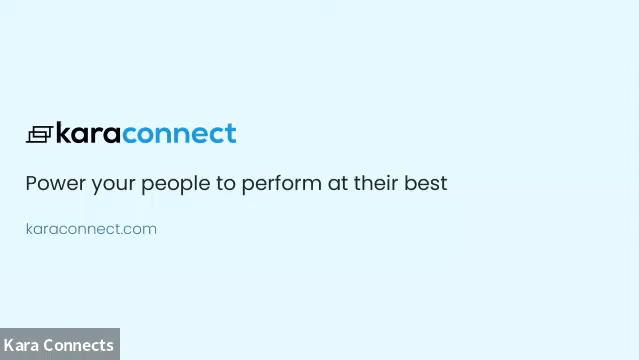 karaconnect
Power your people to perform at their best
karaconnect.com
Kara Connects